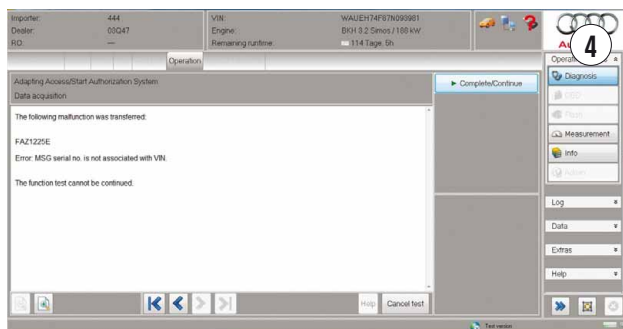 Importer: 444
Dealer: 03Q47
RO: ---
VIN: WAUEH74F67N093981
Engine: BKH 3.2 Simos / 188 kW
Remaining runtime: 114 Tage, 5h
4
Operation
Adapting Access/Start Authorization System
Data acquisition
Complete/Continue
The following malfunction was transferred:
FAZ1225E
Error: MSG serial no. is not associated with VIN.
The function test cannot be continued.
Diagnosis
Measurement
Info
Admin
Log
Data
Extras
Help
Help
Cancel test
Test version